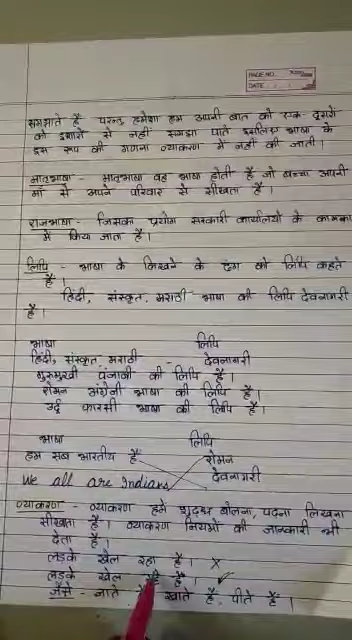 PAGE NO.
DATE
समझाते हैं परन्तु हमेशा हम अपनी बात को एक-दूसरे
को इशारों से नहीं समझा पाते इसलिए भाषा के
इस रूप की गणना व्याकरण में नहीं की जाती।
मातृभाषा - मातृभाषा वह भाषा होती है जो बच्चा अपनी
माँ से अपने परिवार से सीखता है।
राजभाषा - जिसका प्रयोग सरकारी कार्यालयों के कामकाज
में किया जाता है।
लिपि - भाषा के लिखने के ढंग को लिपि कहते
हैं।
हिंदी, संस्कृत, मराठी भाषा की लिपि देवनागरी
है।
भाषा लिपि
हिंदी, संस्कृत मराठी - देवनागरी
गुरुमुखी पंजाबी की लिपि है।
रोमन अंग्रेजी भाषा की लिपि है।
उर्दू फारसी भाषा की लिपि है।
भाषा लिपि
हम सब भारतीय हैं रोमन
We all are Indians देवनागरी
व्याकरण - व्याकरण हमें शुद्ध बोलना, पढ़ना लिखना
सीखता है। व्याकरण नियमों की जानकारी भी
देता है।
लडके खेल रहा है। ×
लडके खेल रहे हैं। ✓
जैसे - जाते खाते हैं, पीते हैं।